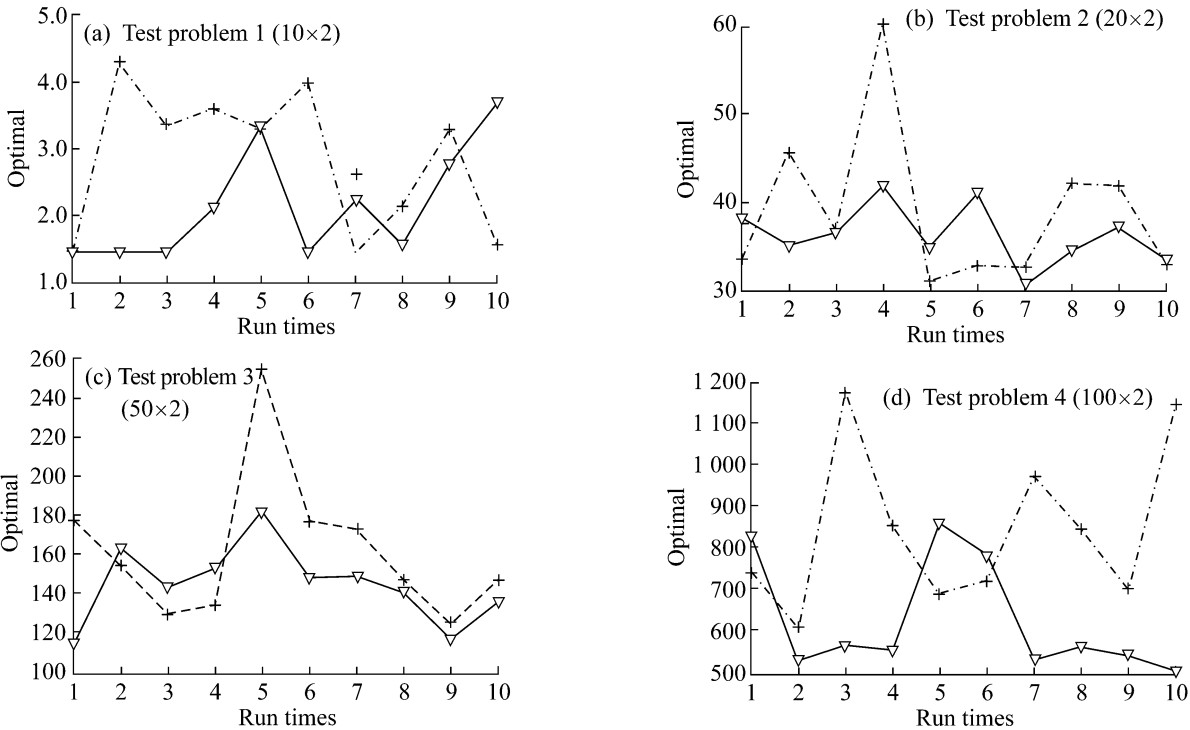 (a) Test problem 1 (10×2)
5.0
4.0
3.0
2.0
1.0
Optimal
1 2 3 4 5 6 7 8 9 10
Run times
(b) Test problem 2 (20×2)
60
50
40
30
Optimal
1 2 3 4 5 6 7 8 9 10
Run times
(c) Test problem 3
(50×2)
260
240
220
200
180
160
140
120
100
Optimal
1 2 3 4 5 6 7 8 9 10
Run times
(d) Test problem 4 (100×2)
1 200
1 100
1 000
900
800
700
600
500
Optimal
1 2 3 4 5 6 7 8 9 10
Run times